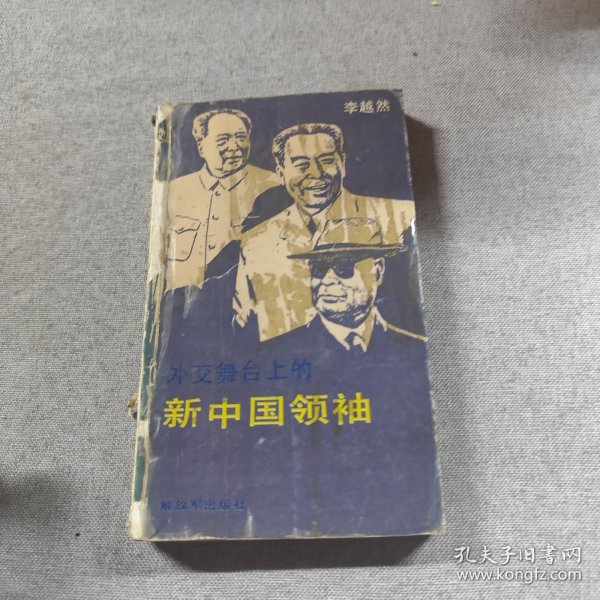 李越然
外交舞台上的
新中国领袖
解放军出版社
孔夫子旧书网
www.kongfz.com